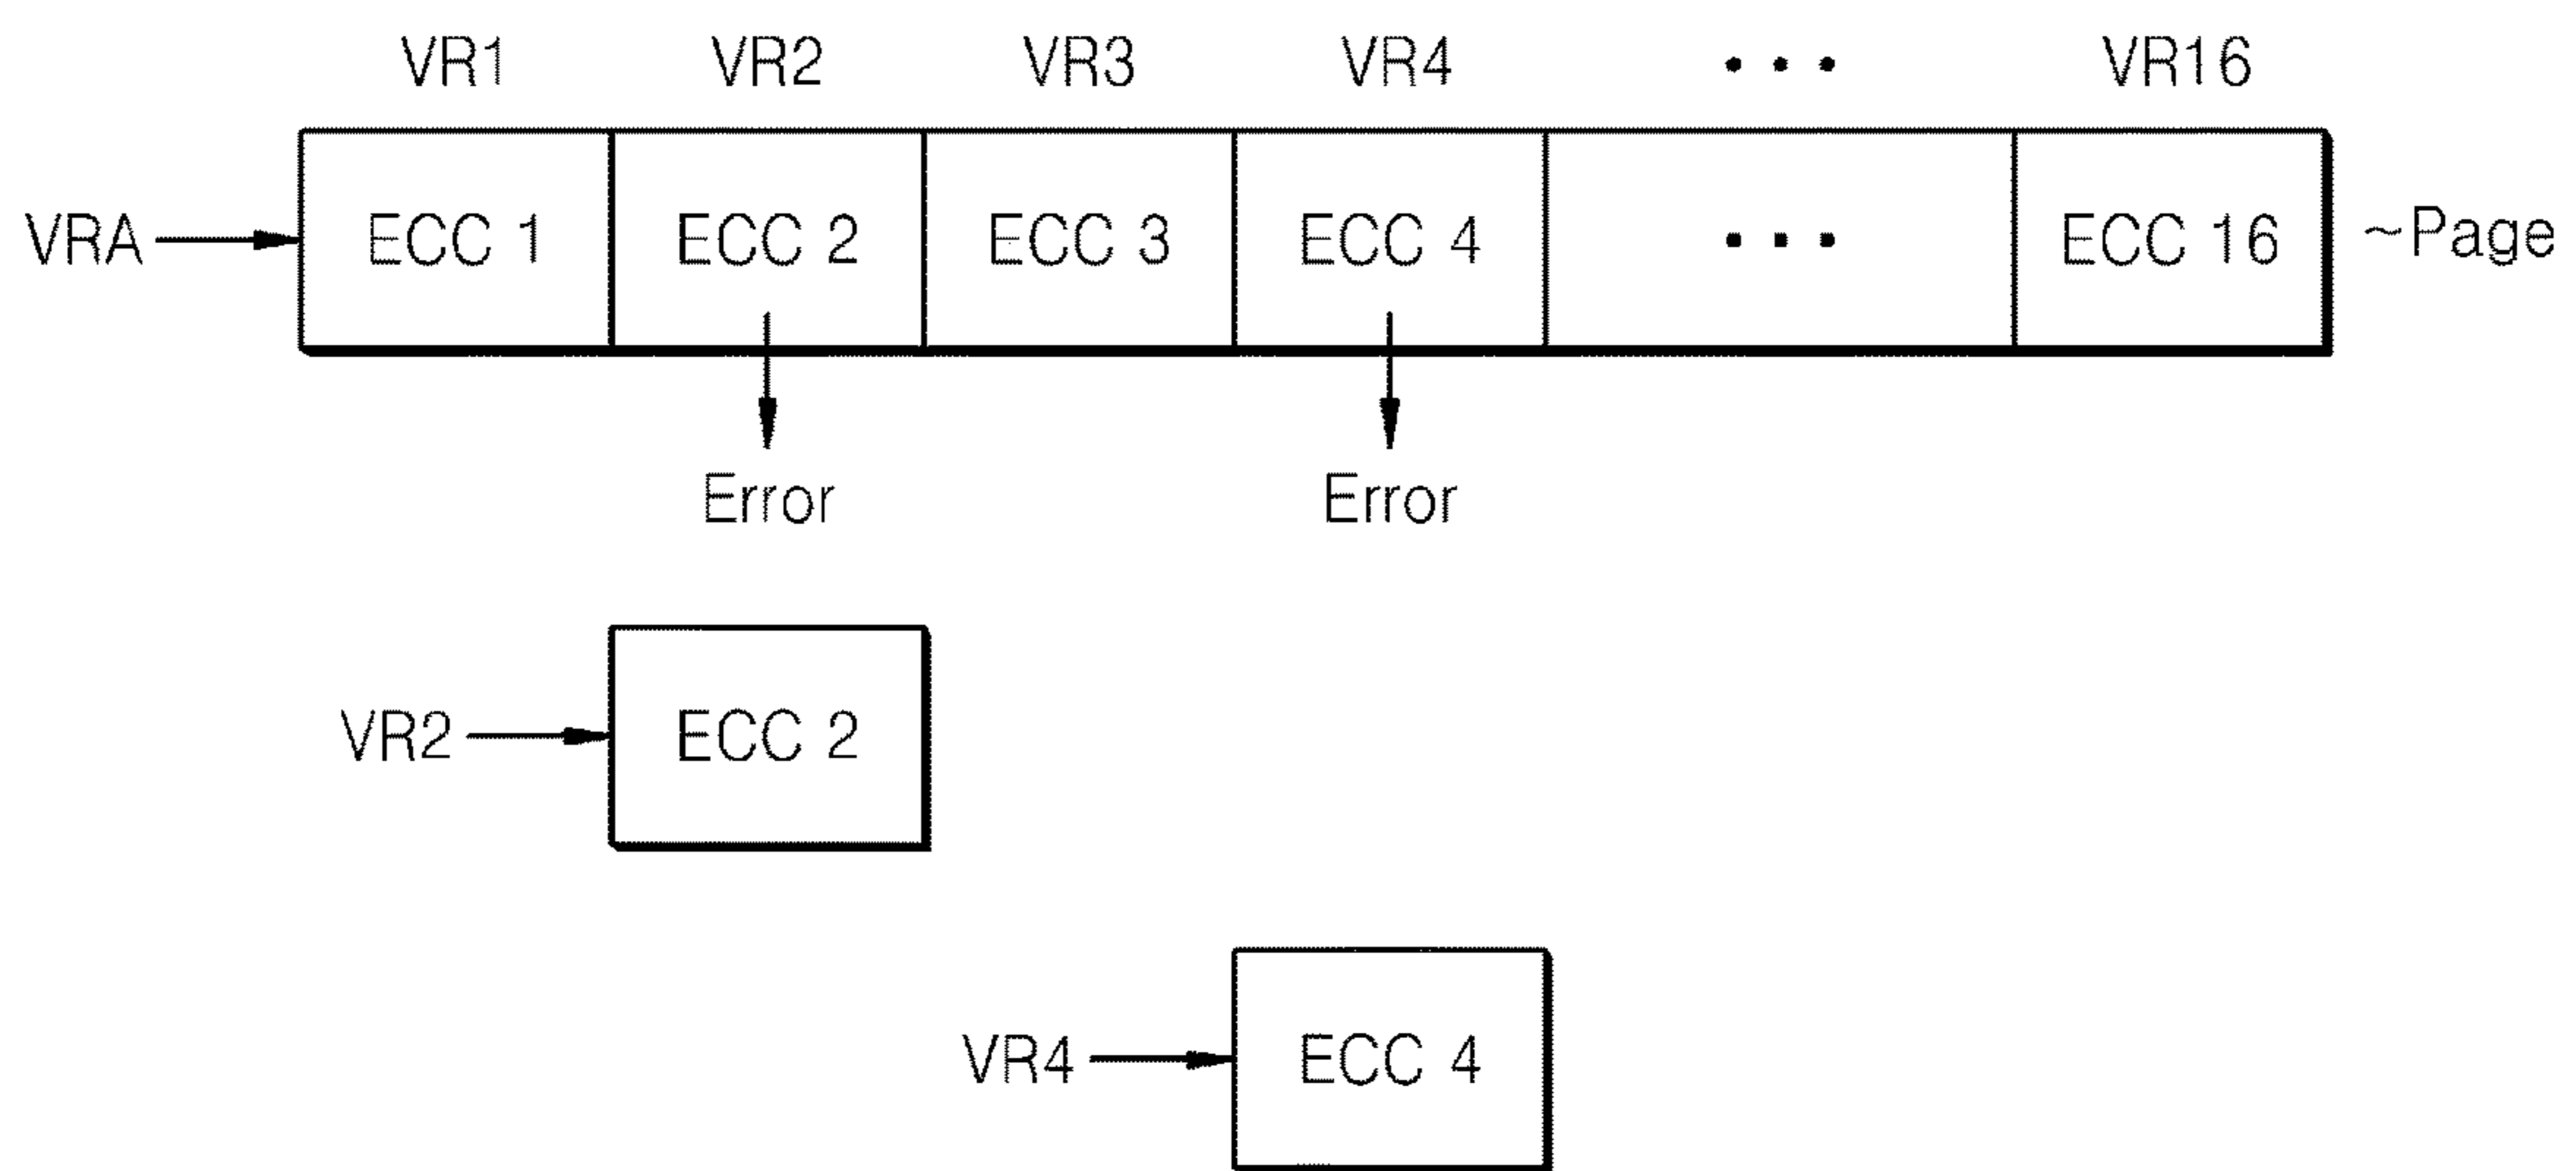 VR1 VR2 VR3 VR4 ••• VR16
VRA ECC 1 ECC 2 ECC 3 ECC 4 ••• ECC 16 ~Page
Error Error
VR2 ECC 2
VR4 ECC 4